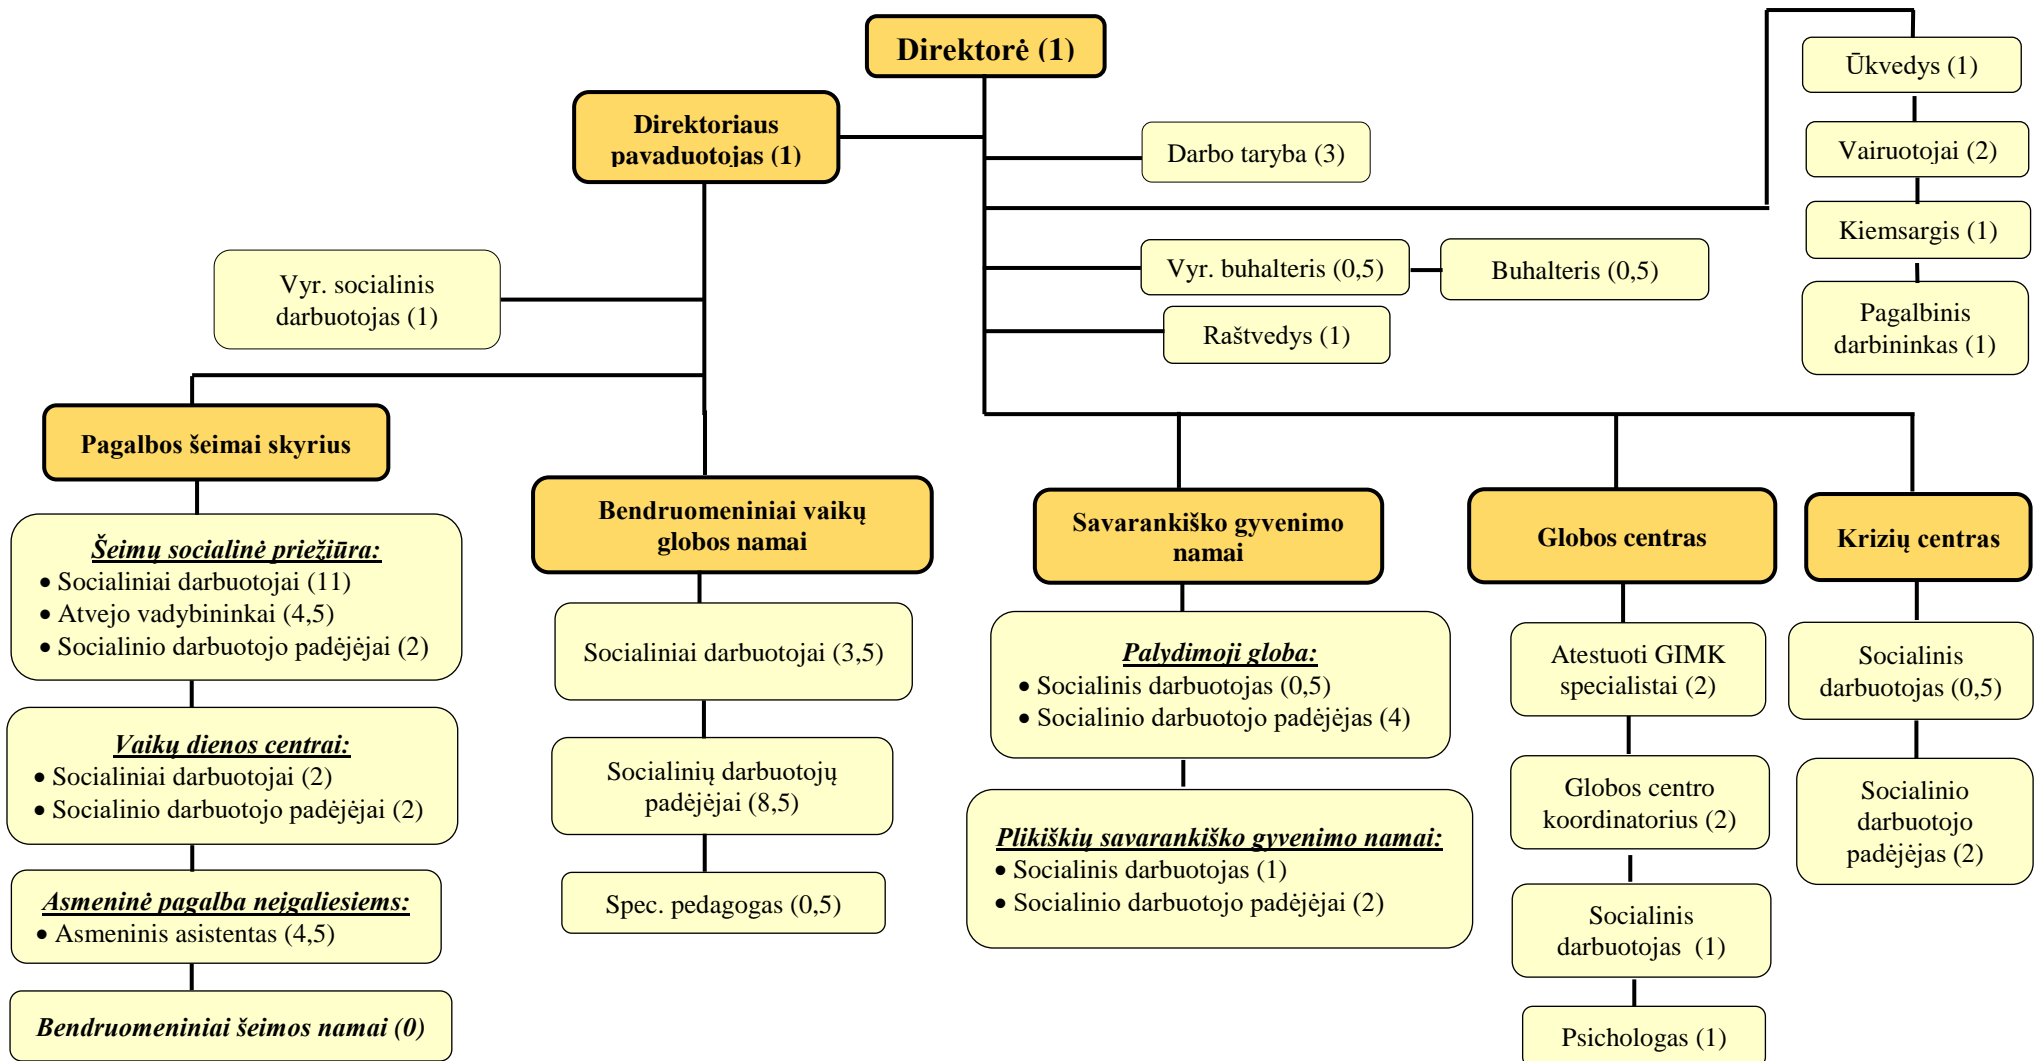 Direktorė (1)
Direktoriaus
pavaduotojas (1)
Darbo taryba (3)
Ūkvedys (1)
Vairuotojai (2)
Kiemsargis (1)
Pagalbinis
darbininkas (1)
Vyr. buhalteris (0,5)
Buhalteris (0,5)
Raštvedys (1)
Vyr. socialinis
darbuotojas (1)
Pagalbos šeimai skyrius
Šeimų socialinė priežiūra:
• Socialiniai darbuotojai (11)
• Atvejo vadybininkai (4,5)
• Socialinio darbuotojo padėjėjai (2)
Vaikų dienos centrai:
• Socialiniai darbuotojai (2)
• Socialinio darbuotojo padėjėjai (2)
Asmeninė pagalba neįgaliesiems:
• Asmeninis asistentas (4,5)
Bendruomeniniai šeimos namai (0)
Bendruomeniniai vaikų
globos namai
Socialiniai darbuotojai (3,5)
Socialinių darbuotojų
padėjėjai (8,5)
Spec. pedagogas (0,5)
Savarankiško gyvenimo
namai
Palydimoji globa:
• Socialinis darbuotojas (0,5)
• Socialinio darbuotojo padėjėjas (4)
Plikiškių savarankiško gyvenimo namai:
• Socialinis darbuotojas (1)
• Socialinio darbuotojo padėjėjai (2)
Globos centras
Atestuoti GIMK
specialistai (2)
Globos centro
koordinatorius (2)
Socialinis
darbuotojas (1)
Psichologas (1)
Krizių centras
Socialinis
darbuotojas (0,5)
Socialinio
darbuotojo
padėjėjas (2)